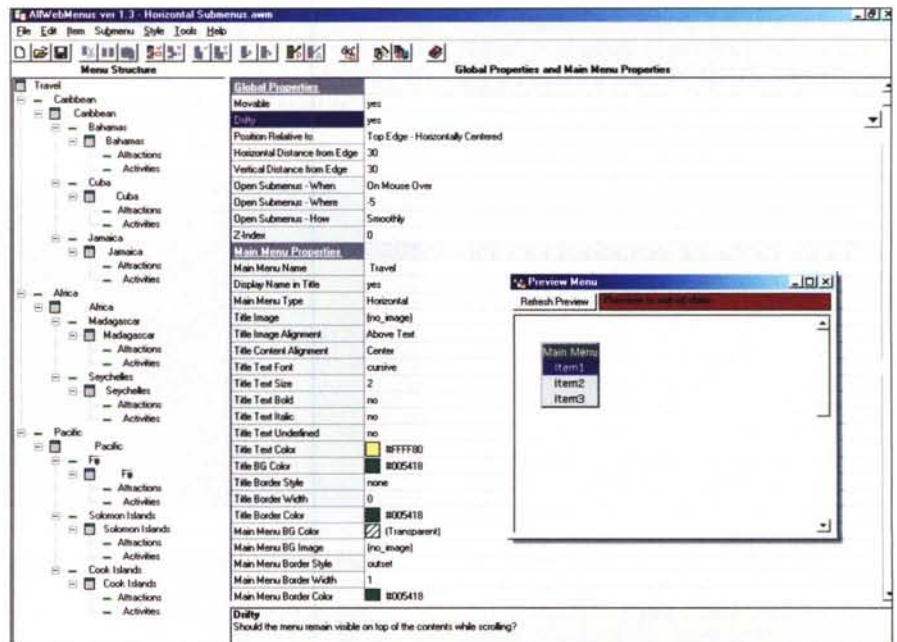 AllWebMenus ver 1.3 - Horizontal Submenus.awm
File Edit Item Submenu Style Tools Help
Menu Structure
Global Properties and Main Menu Properties
Travel
Caribbean
Caribbean
Bahamas
Bahamas
Attractions
Activities
Cuba
Cuba
Attractions
Activities
Jamaica
Jamaica
Attractions
Activities
Africa
Africa
Madagascar
Madagascar
Attractions
Activities
Seychelles
Seychelles
Attractions
Activities
Pacific
Pacific
Fiji
Fiji
Attractions
Activities
Solomon Islands
Solomon Islands
Attractions
Activities
Cook Islands
Cook Islands
Attractions
Activities
Global Properties
Movable yes
Drifty yes
Position Relative to Top Edge - Horizontally Centered
Horizontal Distance from Edge 30
Vertical Distance from Edge 30
Open Submenus - When On Mouse Over
Open Submenus - Where -5
Open Submenus - How Smoothly
Z-Index 0
Main Menu Properties
Main Menu Name Travel
Display Name in Title yes
Main Menu Type Horizontal
Title Image (no_image)
Title Image Alignment Above Text
Title Content Alignment Center
Title Text Font cursive
Title Text Size 2
Title Text Bold no
Title Text Italic no
Title Text Underlined no
Title Text Color #FFFF80
Title BG Color #005418
Title Border Style none
Title Border Width 0
Title Border Color #005418
Main Menu BG Color (Transparent)
Main Menu BG Image (no_image)
Main Menu Border Style outset
Main Menu Border Width 1
Main Menu Border Color #005418
Drifty
Should the menu remain visible on top of the contents while scrolling?
Preview Menu
Refresh Preview Preview is out of date
Main Menu
Item1
Item2
Item3